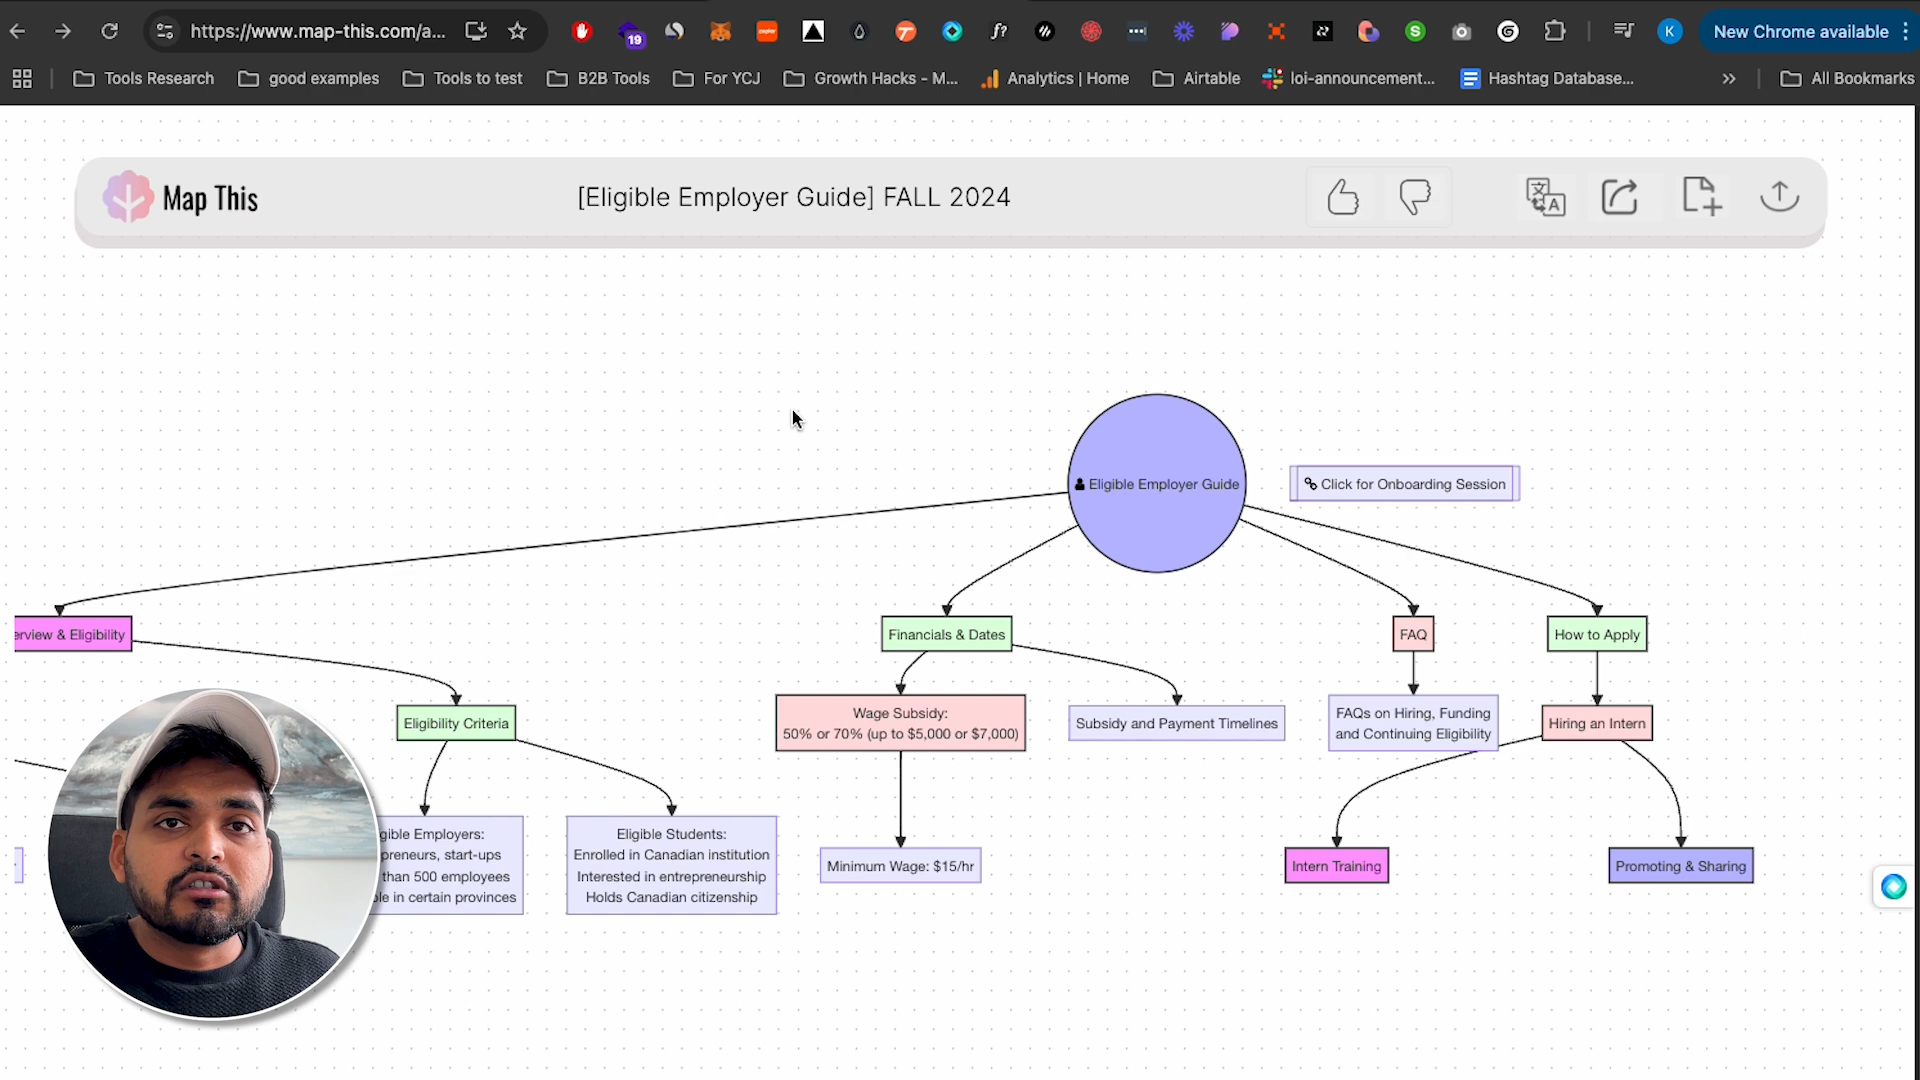 https://www.map-this.com/a...
19
f?
K
New Chrome available
Tools Research
good examples
Tools to test
B2B Tools
For YCJ
Growth Hacks - M...
Analytics | Home
Airtable
loi-announcement...
Hashtag Database...
»
All Bookmarks
Map This
[Eligible Employer Guide] FALL 2024
Eligible Employer Guide
Click for Onboarding Session
erview & Eligibility
Financials & Dates
FAQ
How to Apply
Eligibility Criteria
Wage Subsidy:
50% or 70% (up to $5,000 or $7,000)
Subsidy and Payment Timelines
FAQs on Hiring, Funding
and Continuing Eligibility
Hiring an Intern
gible Employers:
preneurs, start-ups
than 500 employees
le in certain provinces
Eligible Students:
Enrolled in Canadian institution
Interested in entrepreneurship
Holds Canadian citizenship
Minimum Wage: $15/hr
Intern Training
Promoting & Sharing